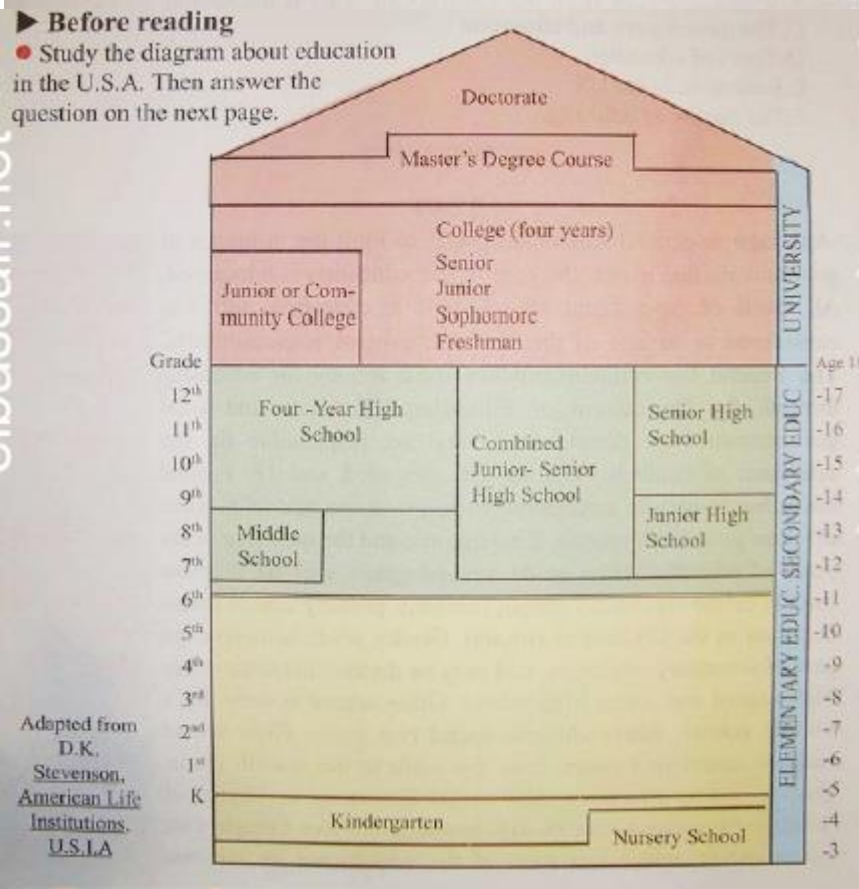 ▶ Before reading
● Study the diagram about education
in the U.S.A. Then answer the
question on the next page.
Doctorate
Master's Degree Course
College (four years)
Senior
Junior
Sophomore
Freshman
Junior or Com-
munity College
UNIVERSITY
Grade
Age
12th
11th
10th
9th
8th
7th
6th
5th
4th
3rd
2nd
1st
K
Four -Year High
School
Combined
Junior- Senior
High School
Senior High
School
Middle
School
Junior High
School
ELEMENTARY EDUC. SECONDARY EDUC
-17
-16
-15
-14
-13
-12
-11
-10
-9
-8
-7
-6
-5
-4
-3
Kindergarten
Nursery School
Adapted from
D.K.
Stevenson,
American Life
Institutions,
U.S.I.A